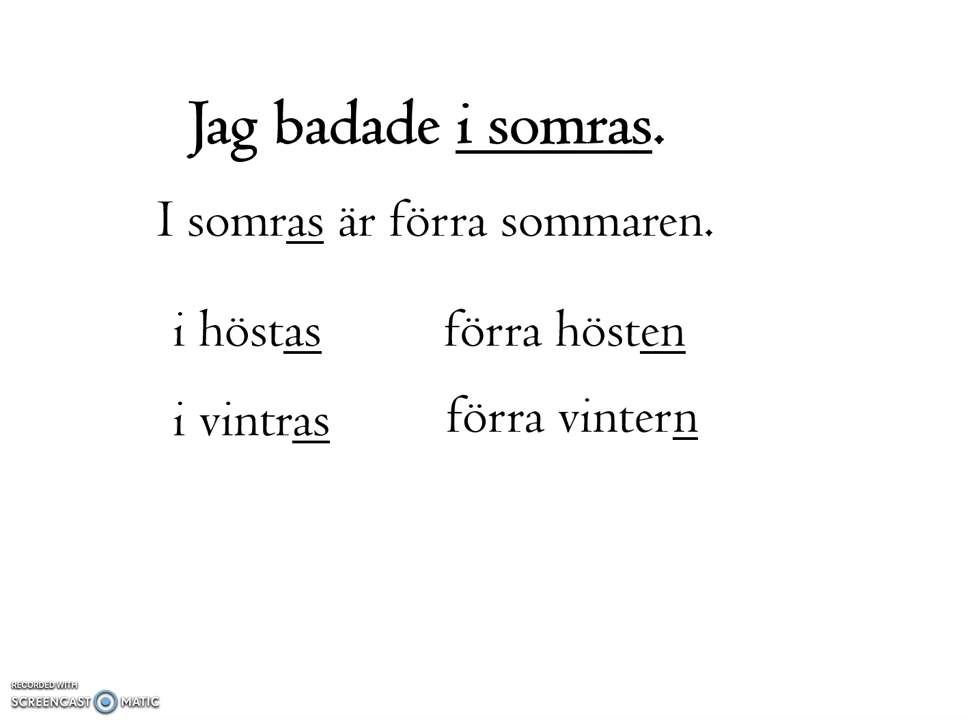 Jag badade i somras.
I somras är förra sommaren.
i höstas förra hösten
i vintras förra vintern
RECORDED WITH
SCREENCAST MATIC